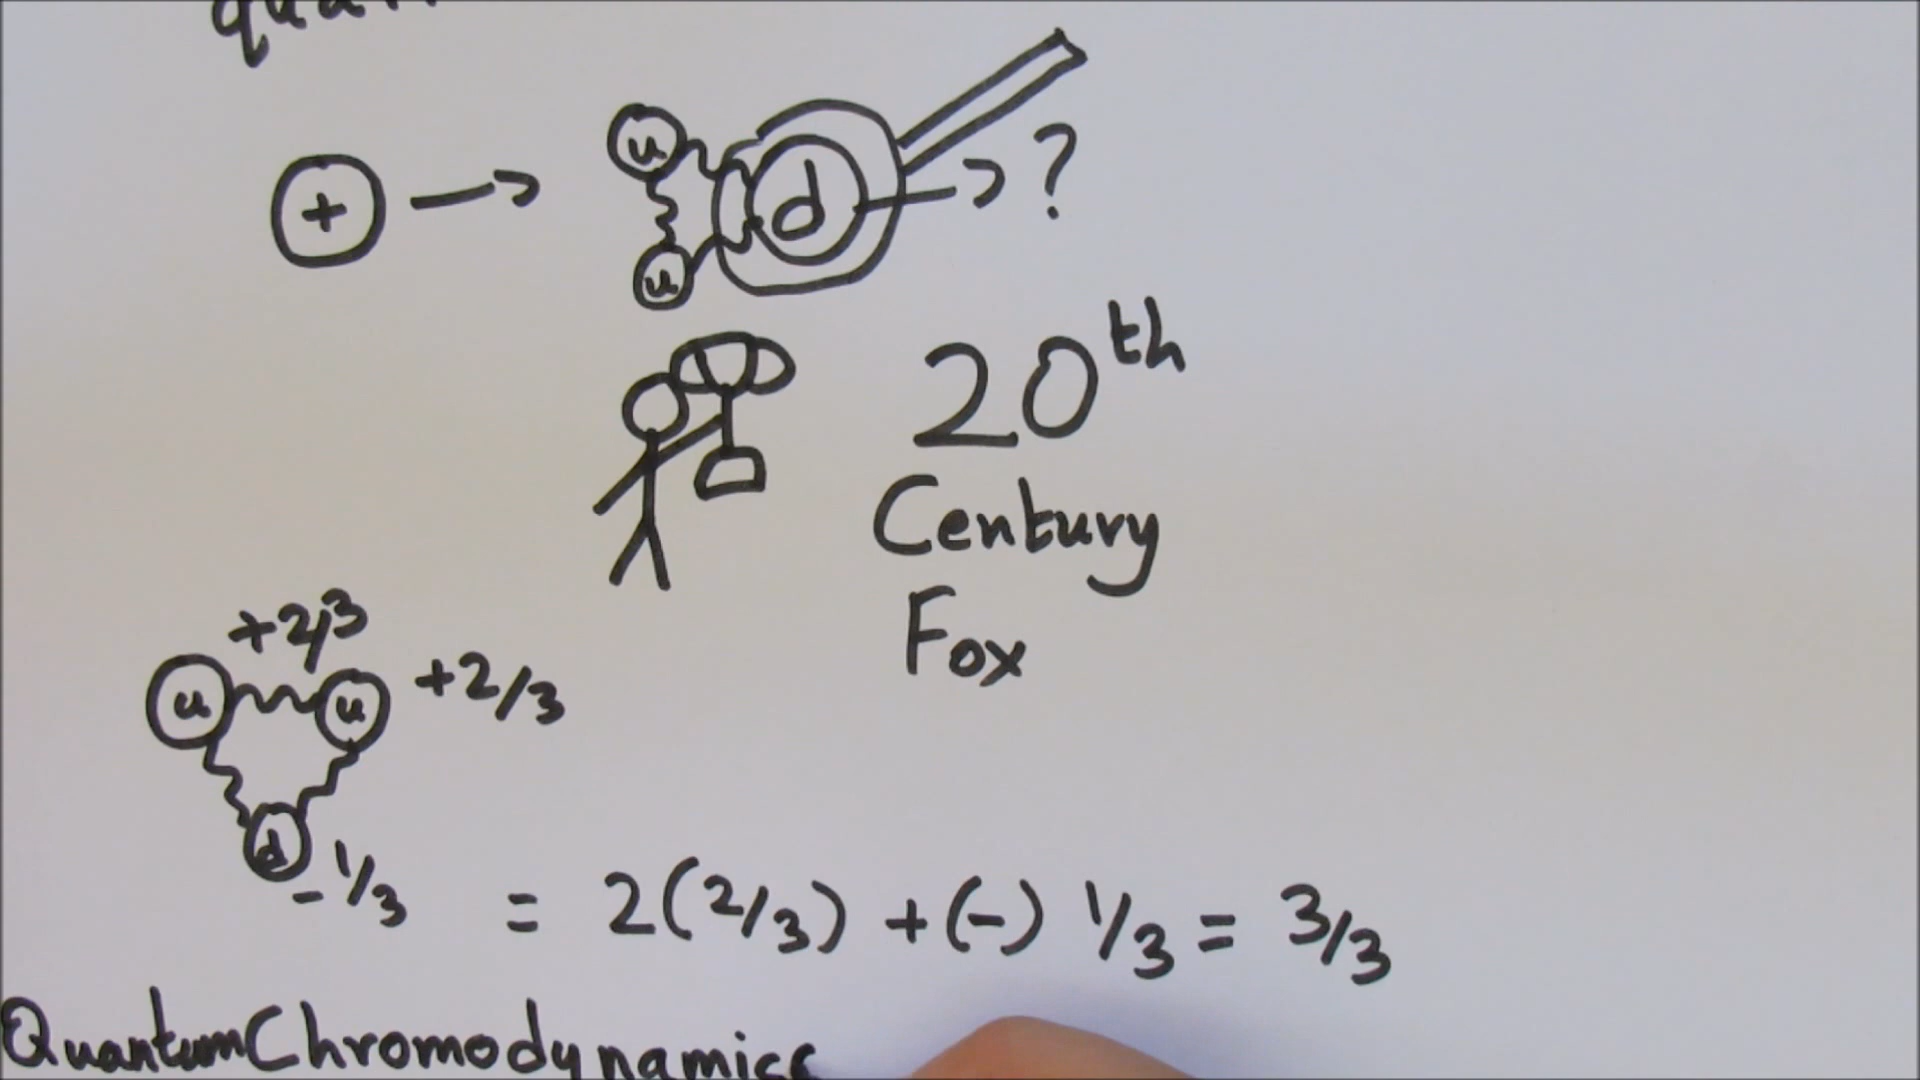 + → u u d → ?
20th
Century
Fox
+2/3
u u +2/3
d
-1/3 = 2(2/3) + (-) 1/3 = 3/3
QuantumChromodynamics